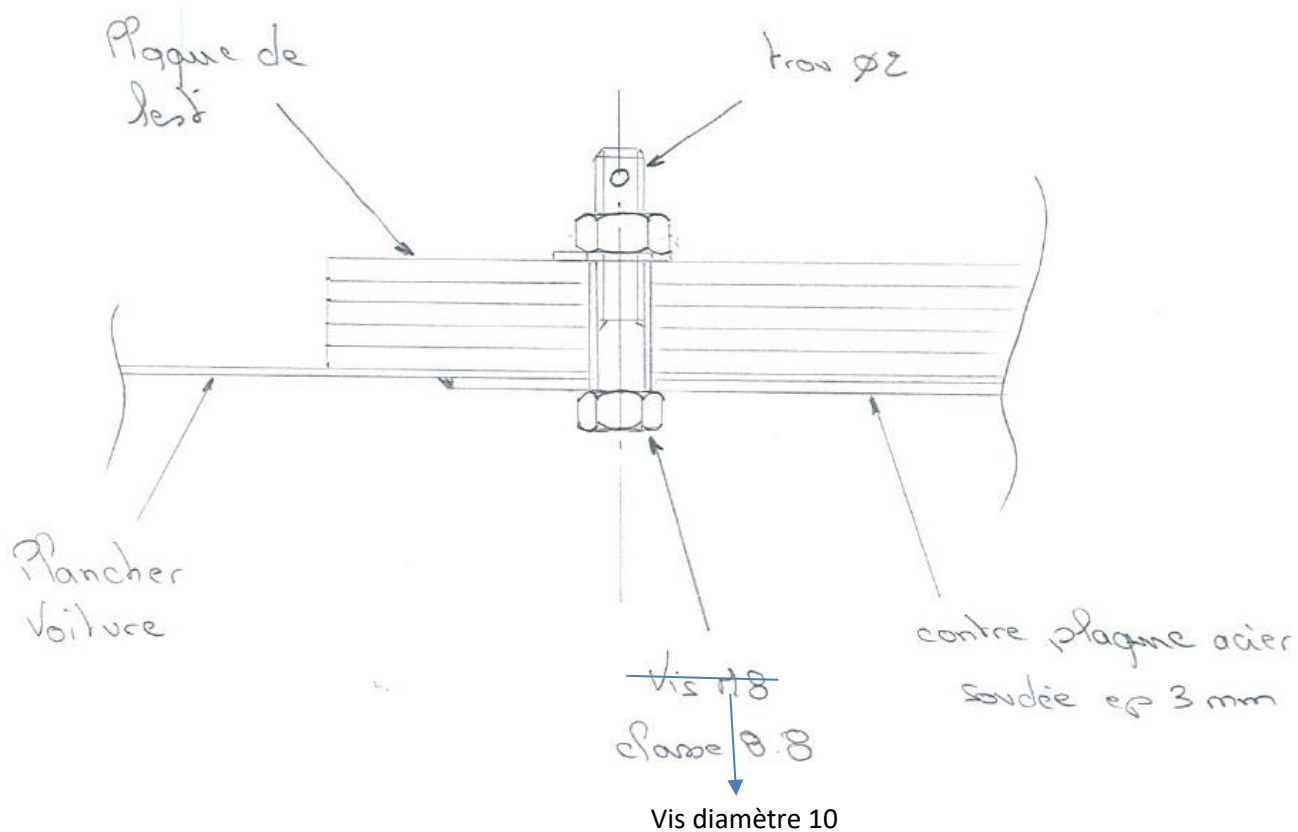 Plaque de
lest
trou ø2
Plancher
Voiture
contre plaque acier
soudée ep 3 mm
Vis M8
classe 8.8
Vis diamètre 10